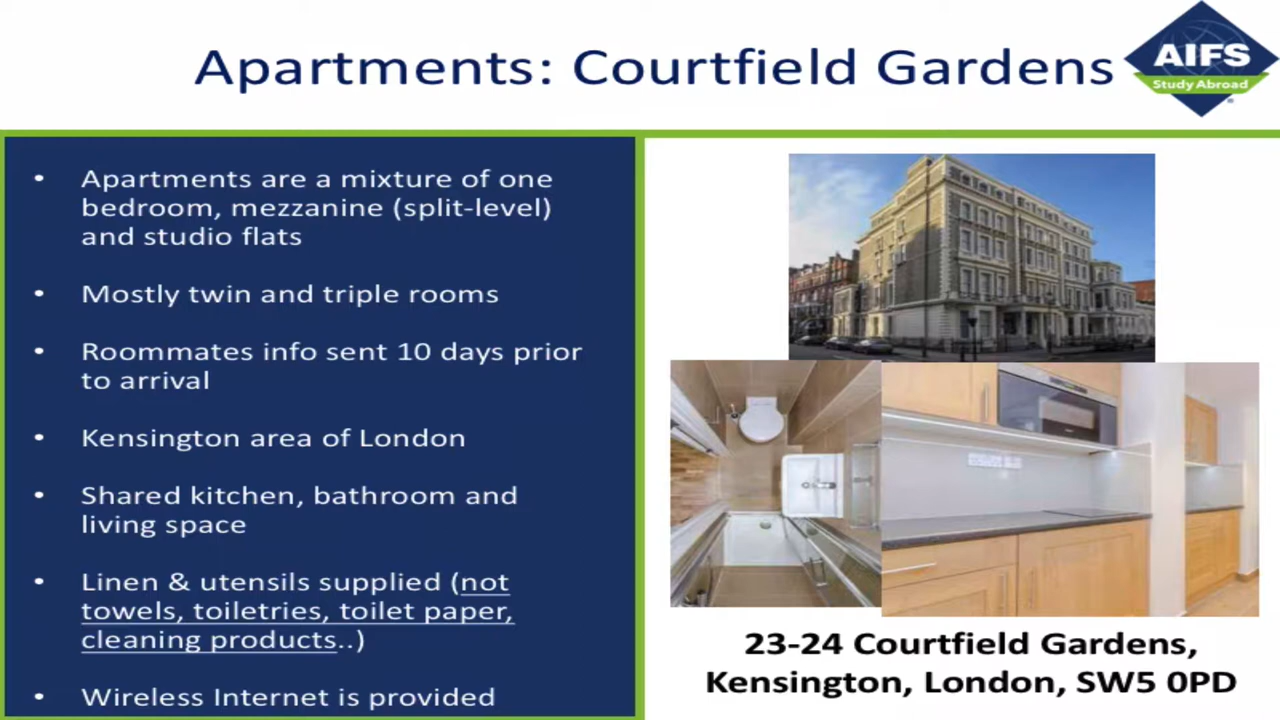 Apartments: Courtfield Gardens
AIFS
Study Abroad
• Apartments are a mixture of one
bedroom, mezzanine (split-level)
and studio flats
• Mostly twin and triple rooms
• Roommates info sent 10 days prior
to arrival
• Kensington area of London
• Shared kitchen, bathroom and
living space
• Linen & utensils supplied (not
towels, toiletries, toilet paper,
cleaning products..)
• Wireless Internet is provided
23-24 Courtfield Gardens,
Kensington, London, SW5 0PD